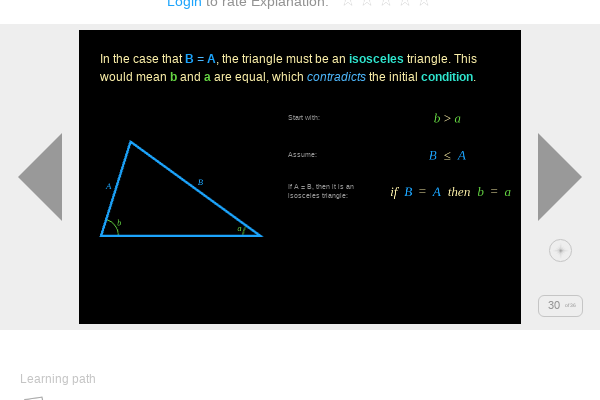 Login to rate Explanation:
In the case that B = A, the triangle must be an isosceles triangle. This
would mean b and a are equal, which contradicts the initial condition.
Start with:
b > a
Assume:
B ≤ A
If A = B, then it is an
isosceles triangle:
if B = A then b = a
A
B
b
a
30 of 36
Learning path